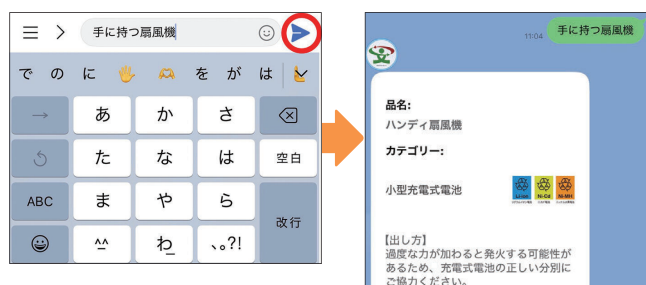 手に持つ扇風機
で の に を が は
→ あ か さ
た な は 空白
ABC ま や ら 改行
^^ わ_ 、。?!
11:04 手に持つ扇風機
品名:
ハンディ扇風機
カテゴリー:
小型充電式電池
Li-ion Ni-Cd Ni-MH
【出し方】
過度な力が加わると発火する可能性が
あるため、充電式電池の正しい分別に
ご協力ください。